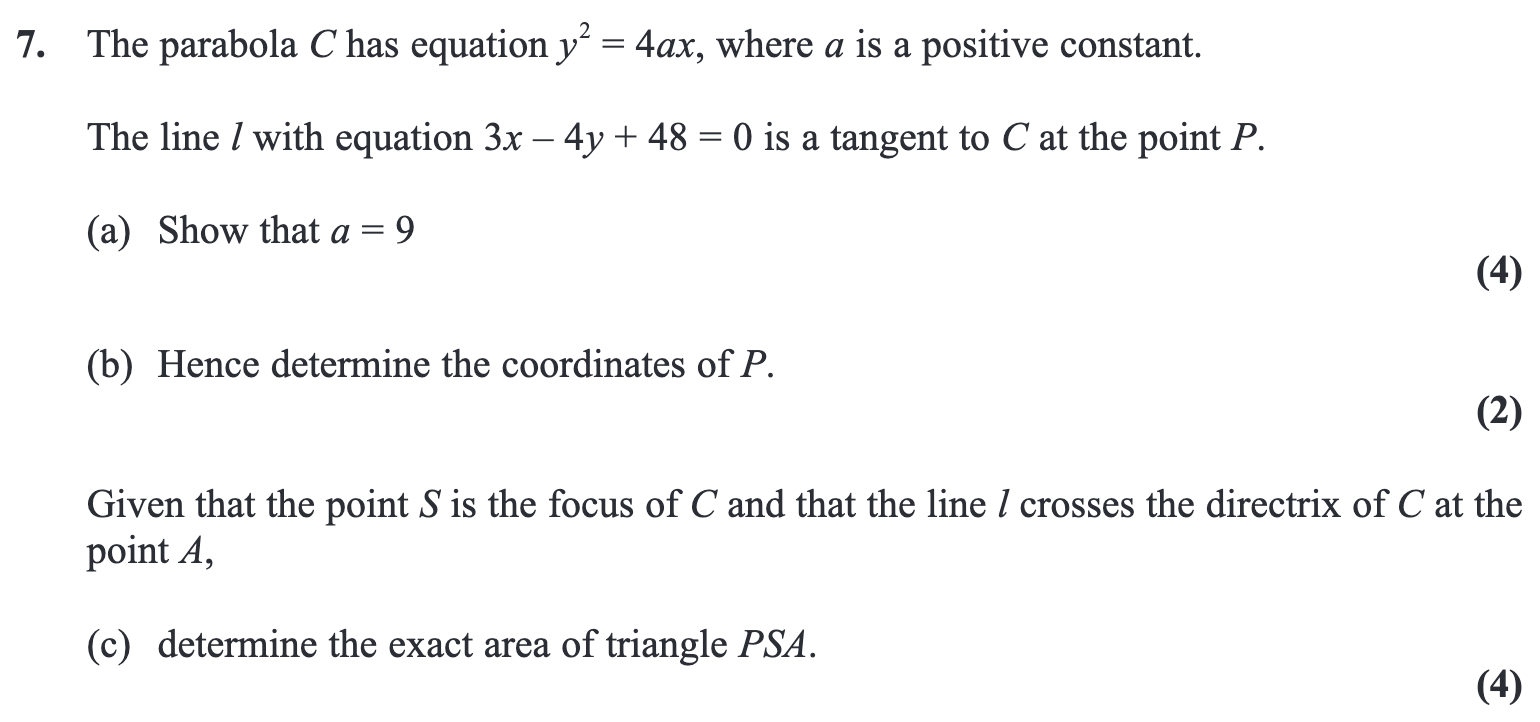 7. The parabola C has equation y² = 4ax, where a is a positive constant.
The line l with equation 3x – 4y + 48 = 0 is a tangent to C at the point P.
(a) Show that a = 9
(4)
(b) Hence determine the coordinates of P.
(2)
Given that the point S is the focus of C and that the line l crosses the directrix of C at the
point A,
(c) determine the exact area of triangle PSA.
(4)